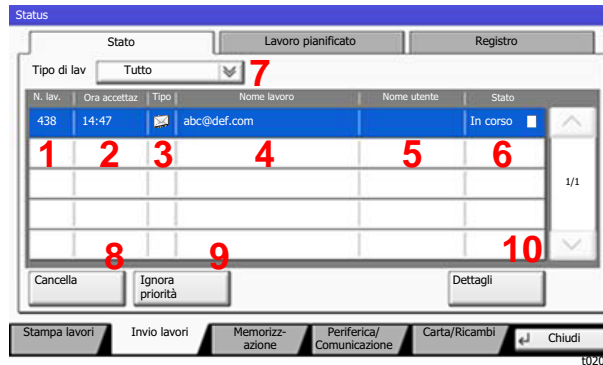 Status
Stato Lavoro pianificato Registro
Tipo di lav Tutto 7
N. lav. Ora accettaz Tipo Nome lavoro Nome utente Stato
438 14:47 abc@def.com In corso
1 2 3 4 5 6
1/1
8 9 10
Cancella Ignora priorità Dettagli
Stampa lavori Invio lavori Memorizz-azione Periferica/Comunicazione Carta/Ricambi Chiudi
t020